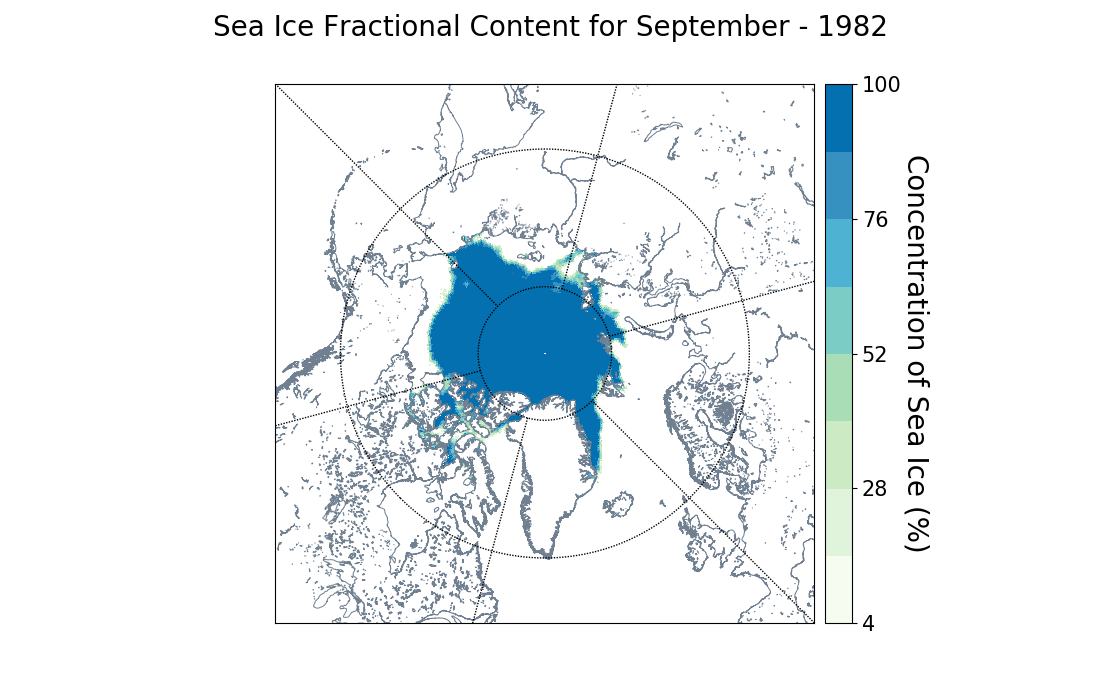 Sea Ice Fractional Content for September - 1982
100
76
52
28
4
Concentration of Sea Ice (%)